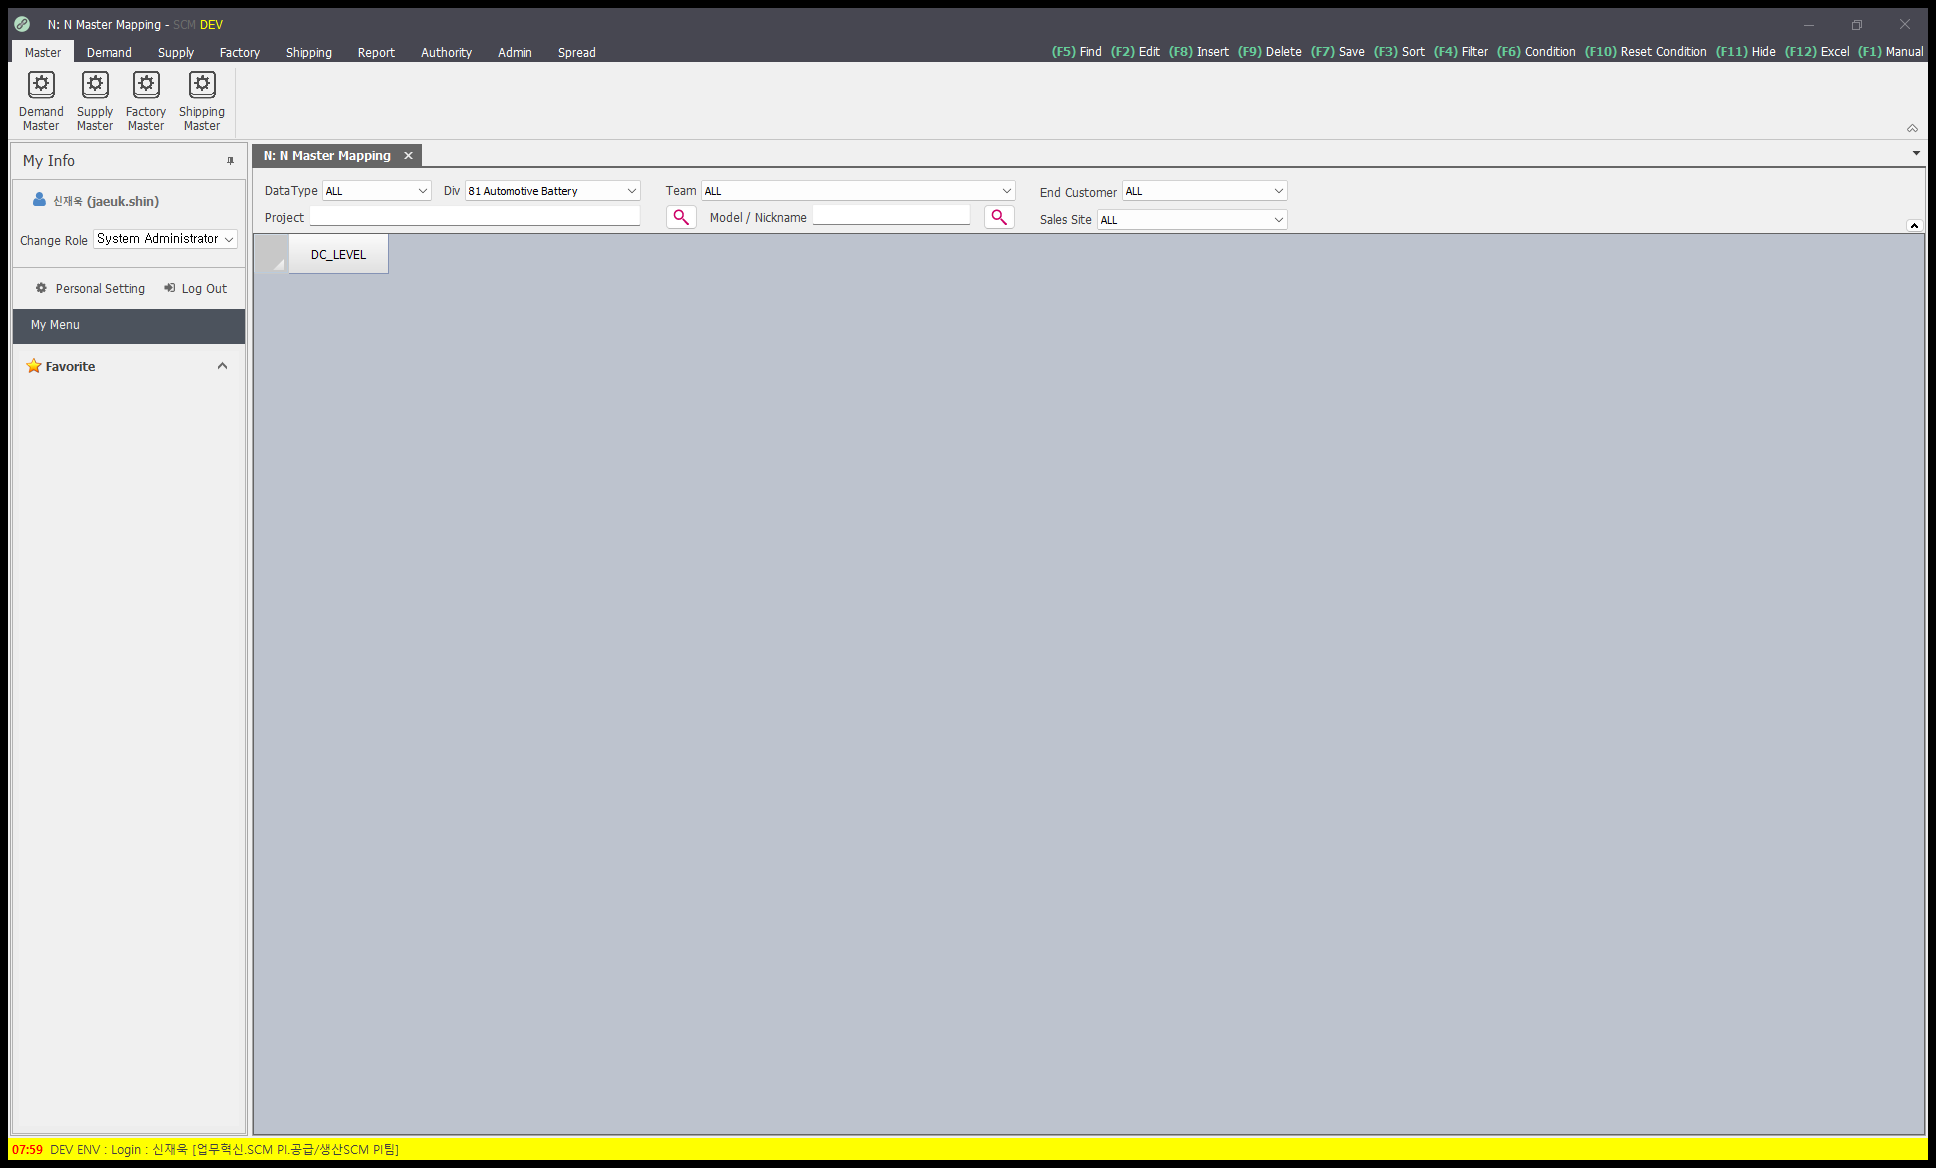 N: N Master Mapping - SCM DEV
Master Demand Supply Factory Shipping Report Authority Admin Spread
(F5) Find (F2) Edit (F8) Insert (F9) Delete (F7) Save (F3) Sort (F4) Filter (F6) Condition (F10) Reset Condition (F11) Hide (F12) Excel (F1) Manual
Demand Master
Supply Master
Factory Master
Shipping Master
My Info
신재욱 (jaeuk.shin)
Change Role System Administrator
Personal Setting Log Out
My Menu
Favorite
N: N Master Mapping
DataType ALL Div 81 Automotive Battery Team ALL End Customer ALL
Project Model / Nickname Sales Site ALL
DC_LEVEL
07:59 DEV ENV : Login : 신재욱 [업무혁신.SCM PI.공급/생산SCM PI팀]